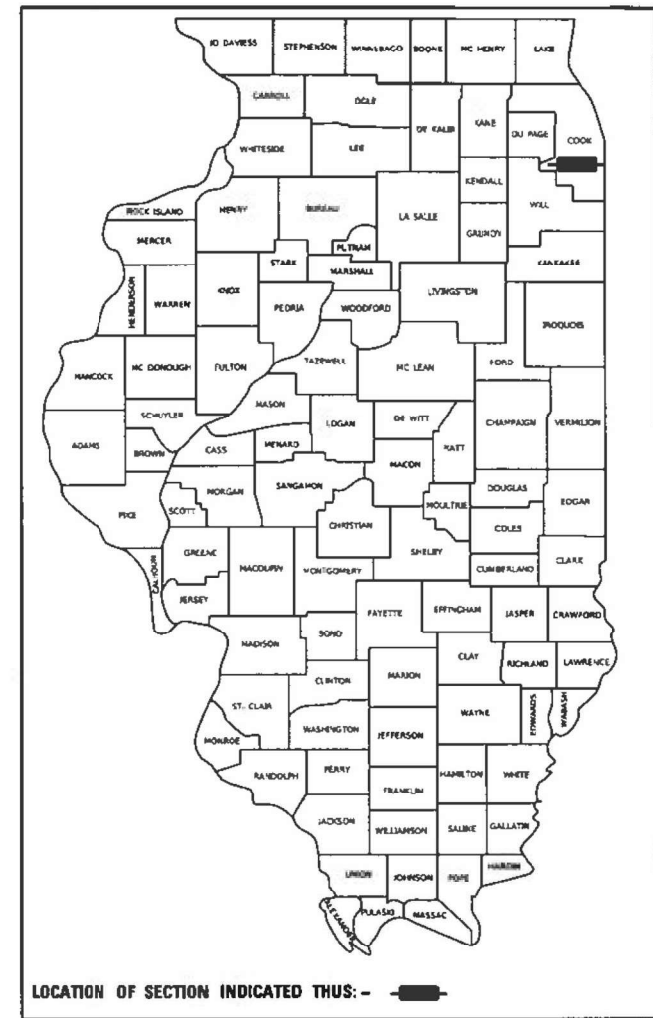 JO DAVIESS STEPHENSON WINNEBAGO BOONE MC HENRY LAKE
CARROLL OGLE DE KALB KANE DU PAGE COOK
WHITESIDE LEE KENDALL WILL
ROCK ISLAND HENRY BUREAU LA SALLE GRUNDY
MERCER PUTNAM KANKAKEE
STARK MARSHALL
HENDERSON WARREN KNOX PEORIA WOODFORD LIVINGSTON IROQUOIS
HANCOCK MC DONOUGH FULTON TAZEWELL MC LEAN FORD
MASON
SCHUYLER LOGAN DE WITT CHAMPAIGN VERMILION
ADAMS BROWN CASS MENARD MACON PIATT
MORGAN SANGAMON DOUGLAS EDGAR
PIKE SCOTT CHRISTIAN MOULTRIE COLES
GREENE SHELBY
CALHOUN MACOUPIN MONTGOMERY CUMBERLAND CLARK
JERSEY FAYETTE EFFINGHAM JASPER CRAWFORD
MADISON BOND
CLAY RICHLAND LAWRENCE
CLINTON MARION
ST. CLAIR WAYNE EDWARDS WABASH
MONROE WASHINGTON JEFFERSON
RANDOLPH PERRY HAMILTON WHITE
FRANKLIN
JACKSON WILLIAMSON SALINE GALLATIN
UNION JOHNSON POPE HARDIN
ALEXANDER PULASKI MASSAC
LOCATION OF SECTION INDICATED THUS: -